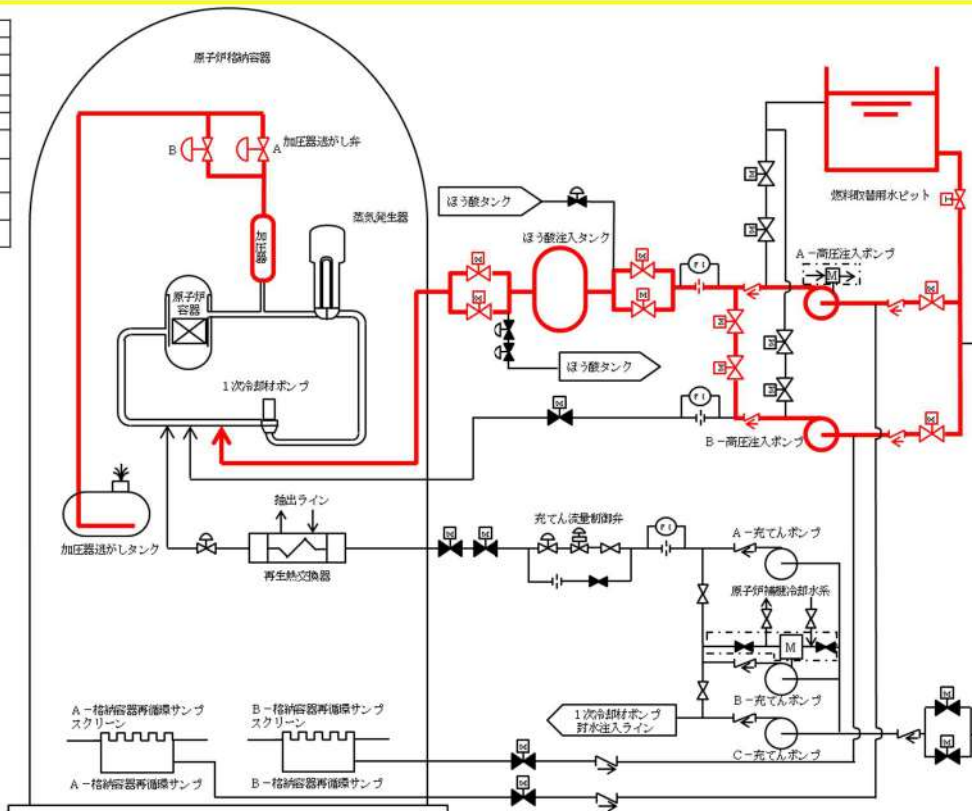 原子炉格納容器
B
A
加圧器逃がし弁
加圧器
蒸気発生器
原子炉
容器
1次冷却材ポンプ
加圧器逃がしタンク
ほう酸タンク
ほう酸注入タンク
M
M
M
M
FI
M
M
燃料取替用水ピット
A-高圧注入ポンプ
M
M
M
M
M
M
ほう酸タンク
M
FI
B-高圧注入ポンプ
M
抽出ライン
再生熱交換器
M
M
充てん流量制御弁
FI
A-充てんポンプ
原子炉補機冷却水系
M
B-充てんポンプ
1次冷却材ポンプ
封水注入ライン
C-充てんポンプ
M
M
A-格納容器再循環サンプ
スクリーン
B-格納容器再循環サンプ
スクリーン
A-格納容器再循環サンプ
B-格納容器再循環サンプ
M
M